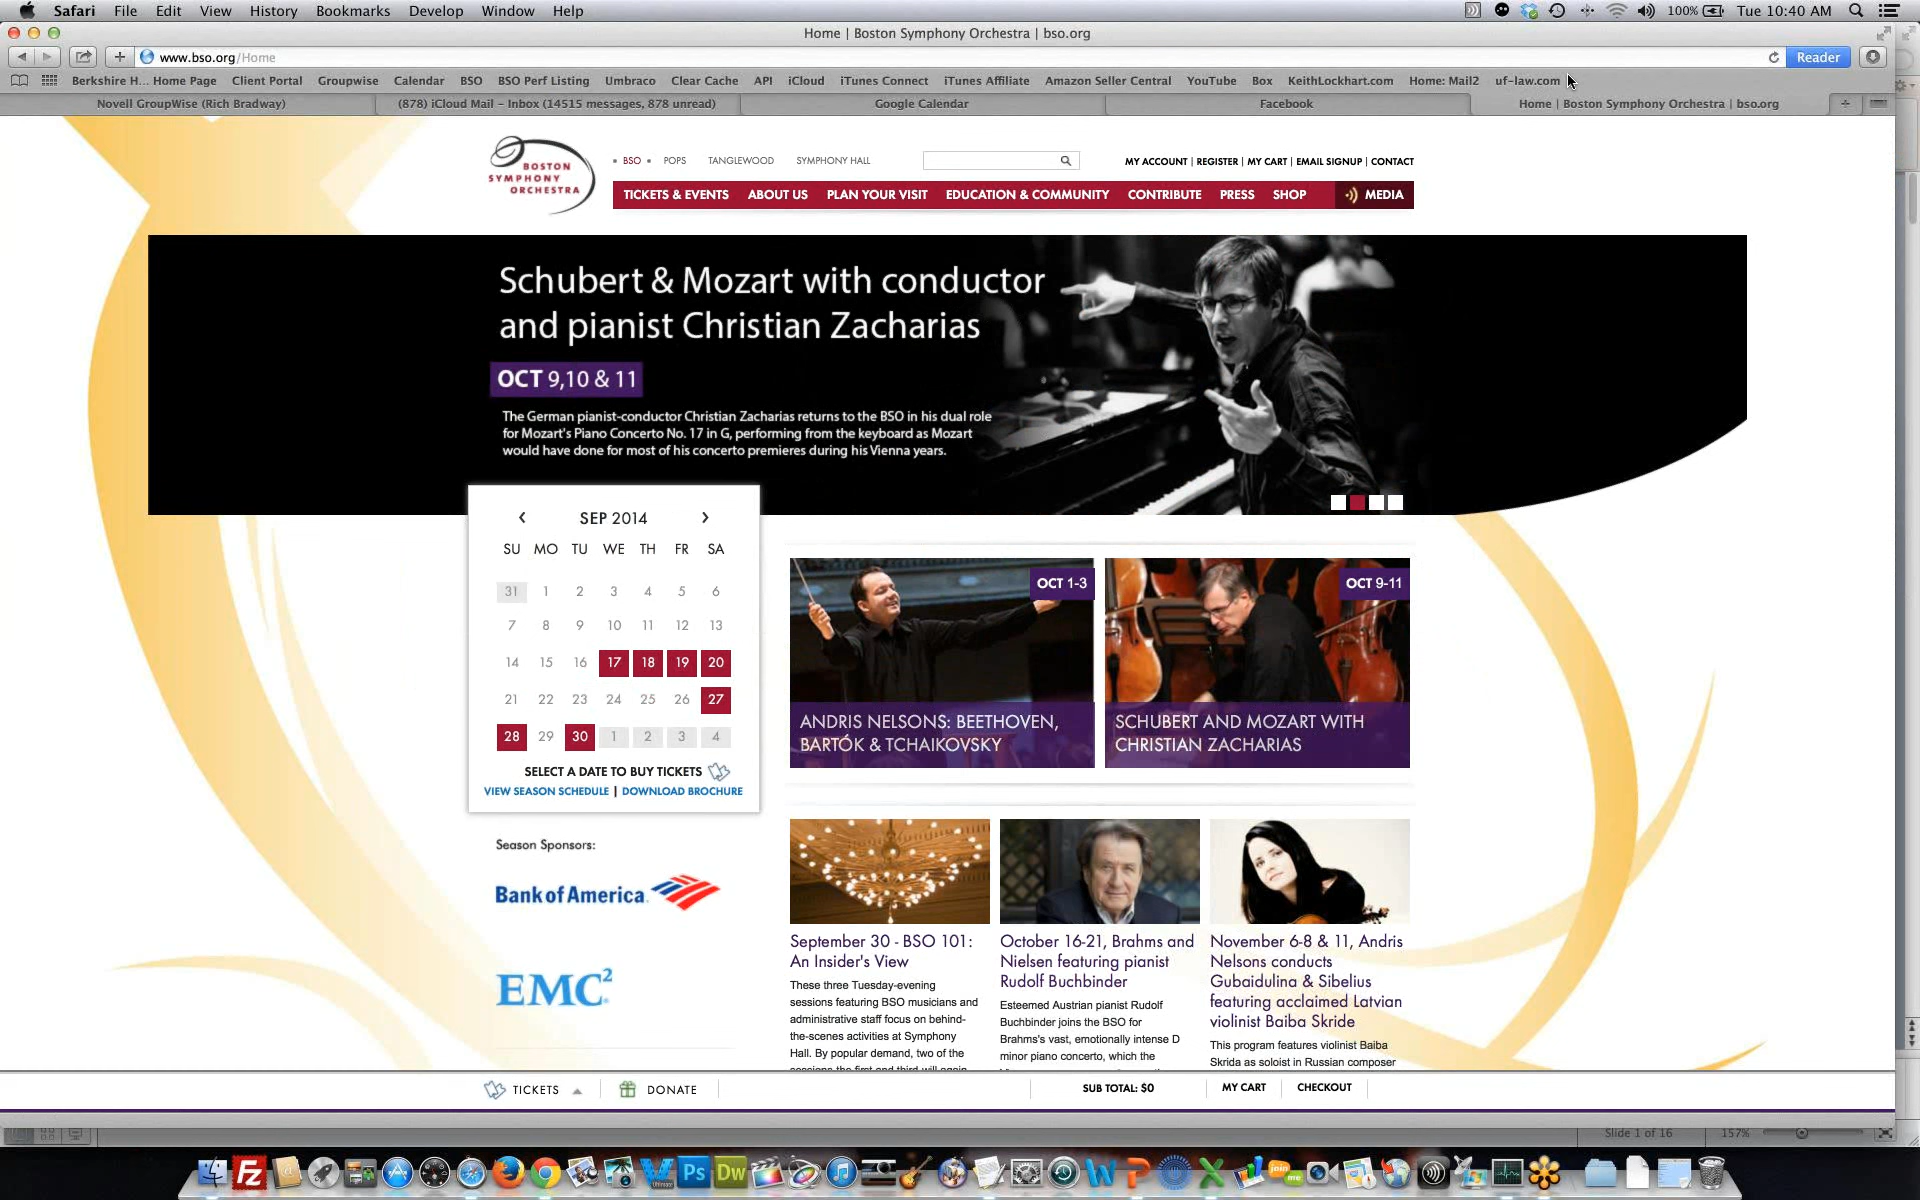 Safari File Edit View History Bookmarks Develop Window Help 100% Tue 10:40 AM
Home | Boston Symphony Orchestra | bso.org
www.bso.org/Home Reader
Berkshire H... Home Page Client Portal Groupwise Calendar BSO BSO Perf Listing Umbraco Clear Cache API iCloud iTunes Connect iTunes Affiliate Amazon Seller Central YouTube Box KeithLockhart.com Home: Mail2 uf-law.com
Novell GroupWise (Rich Bradway) (878) iCloud Mail – Inbox (14515 messages, 878 unread) Google Calendar Facebook Home | Boston Symphony Orchestra | bso.org
BOSTON
SYMPHONY
ORCHESTRA
• BSO • POPS TANGLEWOOD SYMPHONY HALL
MY ACCOUNT | REGISTER | MY CART | EMAIL SIGNUP | CONTACT
TICKETS & EVENTS ABOUT US PLAN YOUR VISIT EDUCATION & COMMUNITY CONTRIBUTE PRESS SHOP MEDIA
Schubert & Mozart with conductor
and pianist Christian Zacharias
OCT 9,10 & 11
The German pianist-conductor Christian Zacharias returns to the BSO in his dual role
for Mozart's Piano Concerto No. 17 in G, performing from the keyboard as Mozart
would have done for most of his concerto premieres during his Vienna years.
‹ SEP 2014 ›
SU MO TU WE TH FR SA
31 1 2 3 4 5 6
7 8 9 10 11 12 13
14 15 16 17 18 19 20
21 22 23 24 25 26 27
28 29 30 1 2 3 4
SELECT A DATE TO BUY TICKETS
VIEW SEASON SCHEDULE | DOWNLOAD BROCHURE
OCT 1-3
ANDRIS NELSONS: BEETHOVEN,
BARTÓK & TCHAIKOVSKY
OCT 9-11
SCHUBERT AND MOZART WITH
CHRISTIAN ZACHARIAS
Season Sponsors:
Bank of America
EMC²
September 30 - BSO 101:
An Insider's View
These three Tuesday-evening
sessions featuring BSO musicians and
administrative staff focus on behind-
the-scenes activities at Symphony
Hall. By popular demand, two of the
sessions the first and third will again
October 16-21, Brahms and
Nielsen featuring pianist
Rudolf Buchbinder
Esteemed Austrian pianist Rudolf
Buchbinder joins the BSO for
Brahms's vast, emotionally intense D
minor piano concerto, which the
November 6-8 & 11, Andris
Nelsons conducts
Gubaidulina & Sibelius
featuring acclaimed Latvian
violinist Baiba Skride
This program features violinist Baiba
Skrida as soloist in Russian composer
TICKETS DONATE SUB TOTAL: $0 MY CART CHECKOUT
Slide 1 of 16 157%
Fz Ps Dw